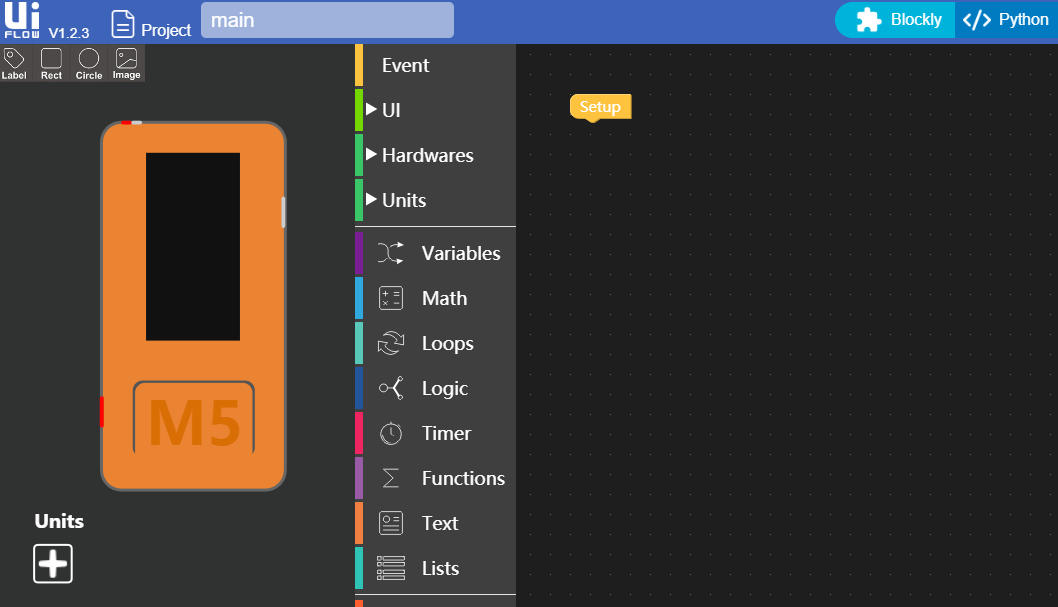 Ui
FLOW V1.2.3
Project
main
Blockly
</> Python
Label Rect Circle Image
M5
Units
Event
UI
Hardwares
Units
Variables
Math
Loops
Logic
Timer
Functions
Text
Lists
Setup